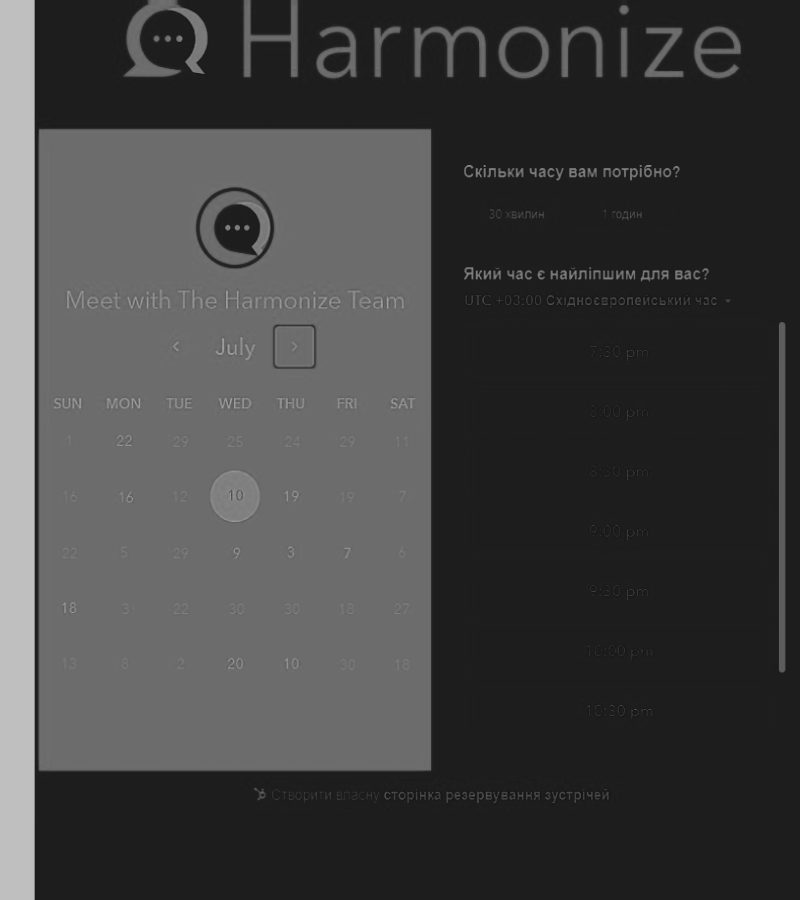 Harmonize
Meet with The Harmonize Team
July
SUN MON TUE WED THU FRI SAT
1 22 29 25 24 29 11
16 16 12 10 19 19 7
22 5 29 9 3 7 6
18 3 22 30 30 18 27
13 8 2 20 10 30 18
Скільки часу вам потрібно?
30 хвилин 1 годин
Який час є найліпшим для вас?
UTC +03:00 Східноєвропейський час
7:30 pm
8:00 pm
8:30 pm
9:00 pm
9:30 pm
10:00 pm
10:30 pm
Створити власну сторінка резервування зустрічей